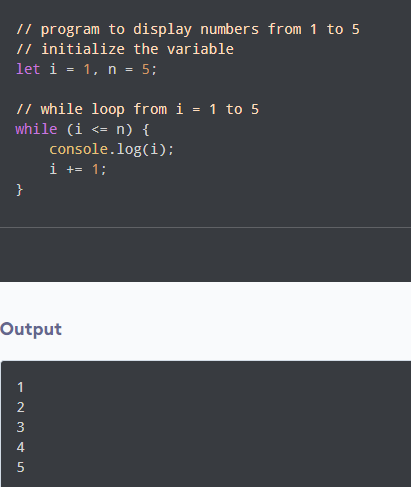 // program to display numbers from 1 to 5
// initialize the variable
let i = 1, n = 5;
// while loop from i = 1 to 5
while (i <= n) {
    console.log(i);
    i += 1;
}
Output
1
2
3
4
5